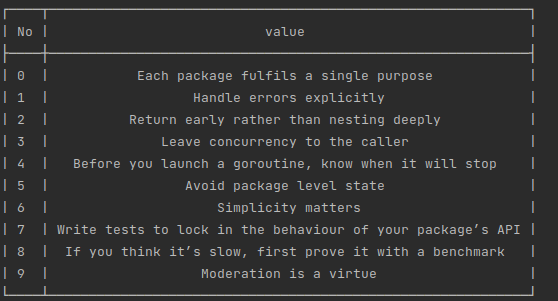 No value
0 Each package fulfils a single purpose
1 Handle errors explicitly
2 Return early rather than nesting deeply
3 Leave concurrency to the caller
4 Before you launch a goroutine, know when it will stop
5 Avoid package level state
6 Simplicity matters
7 Write tests to lock in the behaviour of your package’s API
8 If you think it’s slow, first prove it with a benchmark
9 Moderation is a virtue